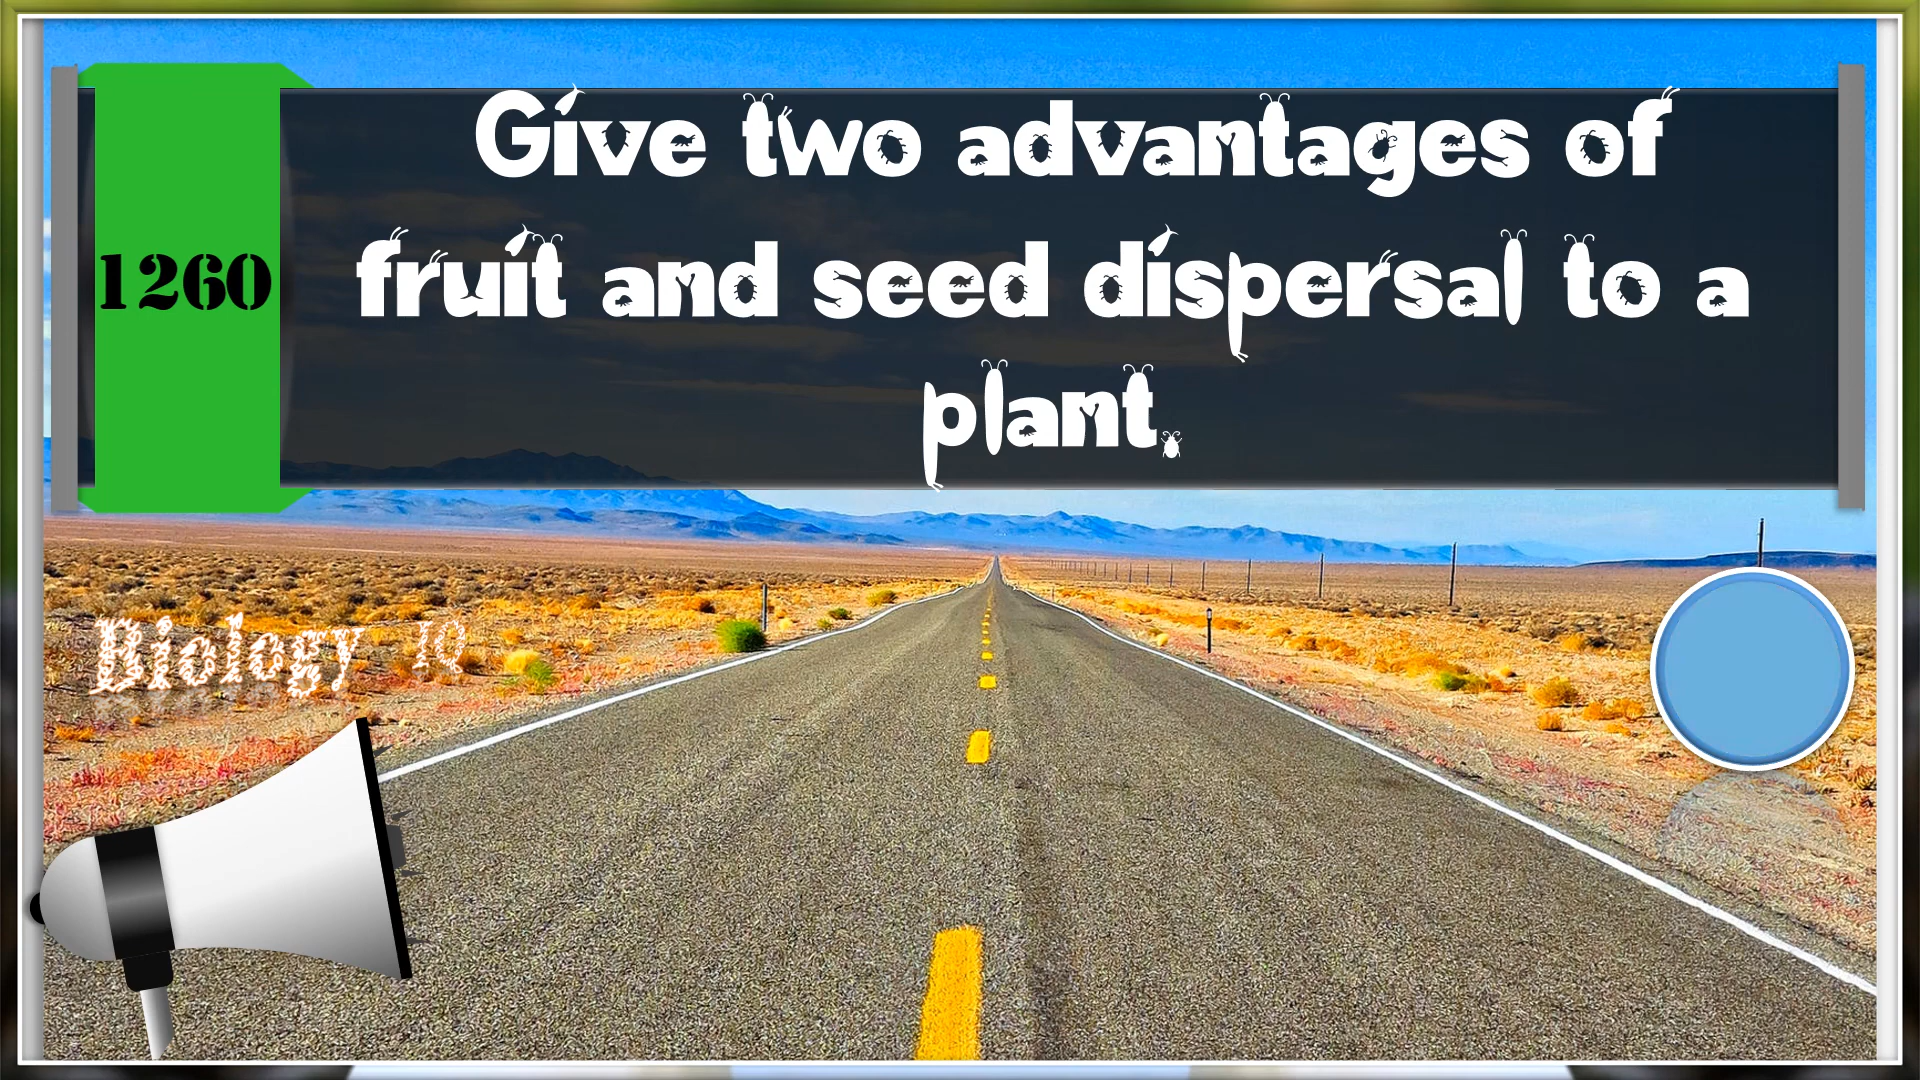 Give two advantages of
1260
fruit and seed dispersal to a
plant.
Biology IQ